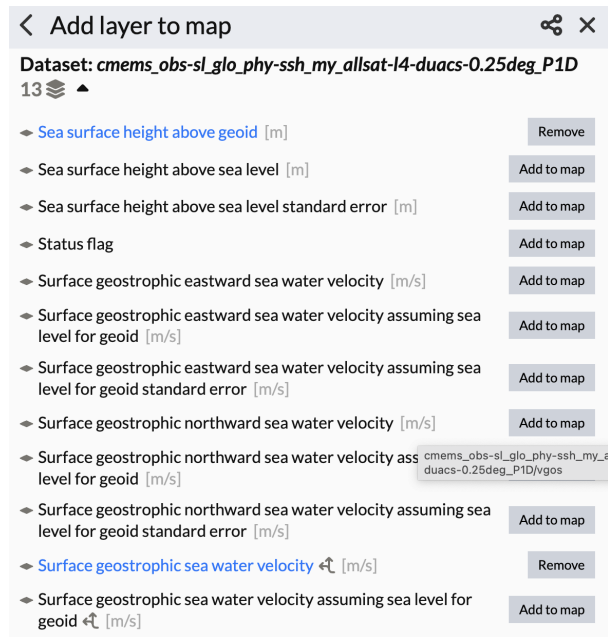 Add layer to map
Dataset: cmems_obs-sl_glo_phy-ssh_my_allsat-l4-duacs-0.25deg_P1D
13
Sea surface height above geoid [m] Remove
Sea surface height above sea level [m] Add to map
Sea surface height above sea level standard error [m] Add to map
Status flag Add to map
Surface geostrophic eastward sea water velocity [m/s] Add to map
Surface geostrophic eastward sea water velocity assuming sea
level for geoid [m/s] Add to map
Surface geostrophic eastward sea water velocity assuming sea
level for geoid standard error [m/s] Add to map
Surface geostrophic northward sea water velocity [m/s] Add to map
Surface geostrophic northward sea water velocity ass
level for geoid [m/s]
cmems_obs-sl_glo_phy-ssh_my_a
duacs-0.25deg_P1D/vgos
Surface geostrophic northward sea water velocity assuming sea
level for geoid standard error [m/s] Add to map
Surface geostrophic sea water velocity [m/s] Remove
Surface geostrophic sea water velocity assuming sea level for
geoid [m/s] Add to map